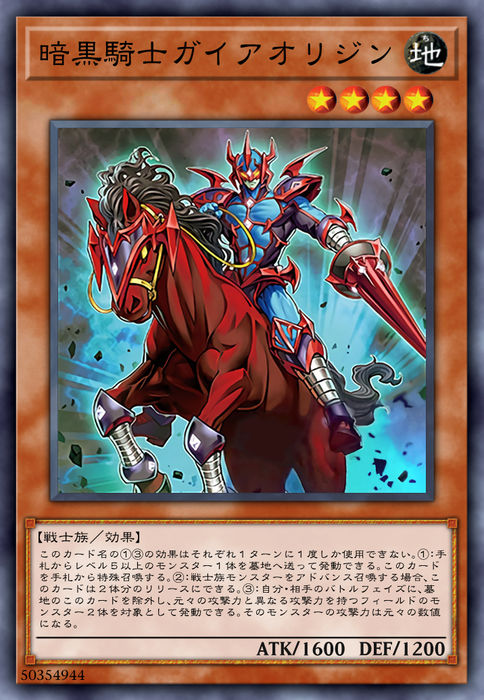 暗黒騎士ガイアオリジン
ち
地
【戦士族／効果】
このカード名の①③の効果はそれぞれ１ターンに１度しか使用できない。①：手
札からレベル５以上のモンスター１体を墓地へ送って発動できる。このカード
を手札から特殊召喚する。②：戦士族モンスターをアドバンス召喚する場合、こ
のカードは２体分のリリースにできる。③：自分・相手のバトルフェイズに、墓
地のこのカードを除外し、元々の攻撃力と異なる攻撃力を持つフィールドのモ
ンスター２体を対象として発動できる。そのモンスターの攻撃力は元々の数値
になる。
ATK/1600 DEF/1200
50354944